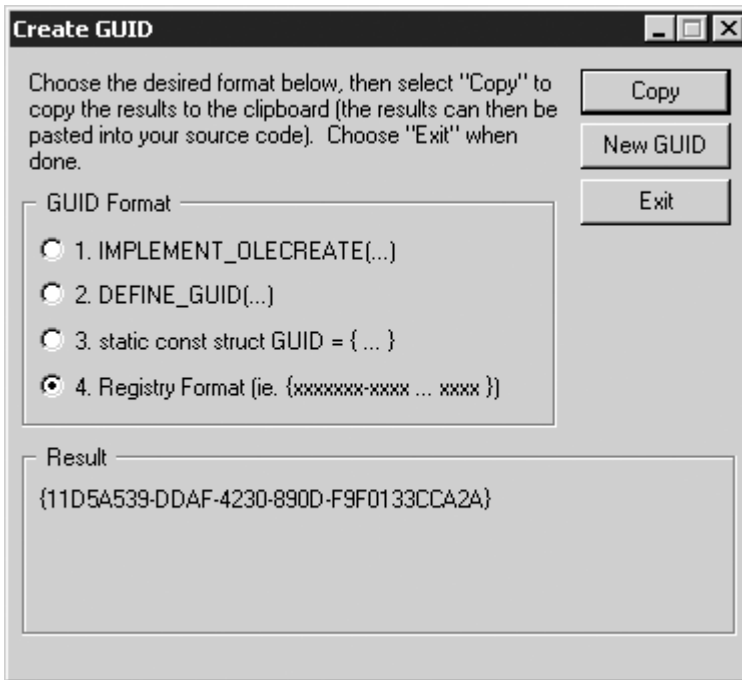 Create GUID
Choose the desired format below, then select "Copy" to
copy the results to the clipboard (the results can then be
pasted into your source code).  Choose "Exit" when
done.
Copy
New GUID
Exit
GUID Format
1. IMPLEMENT_OLECREATE(...)
2. DEFINE_GUID(...)
3. static const struct GUID = { ... }
4. Registry Format (ie. {xxxxxxx-xxxx ... xxxx })
Result
{11D5A539-DDAF-4230-890D-F9F0133CCA2A}